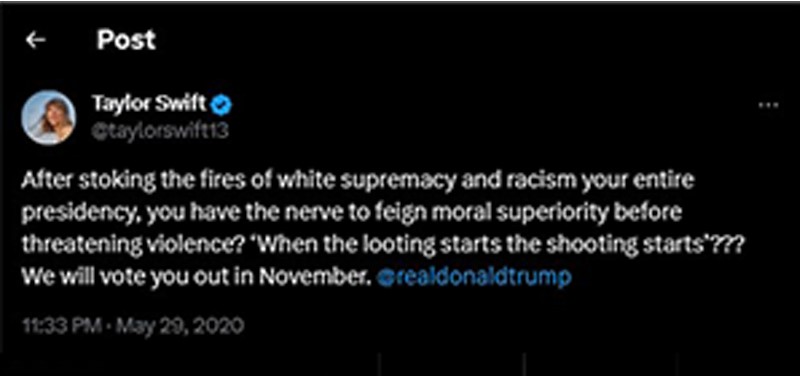 Post
Taylor Swift
@taylorswift13
After stoking the fires of white supremacy and racism your entire
presidency, you have the nerve to feign moral superiority before
threatening violence? ‘When the looting starts the shooting starts’???
We will vote you out in November. @realdonaldtrump
11:33 PM · May 29, 2020